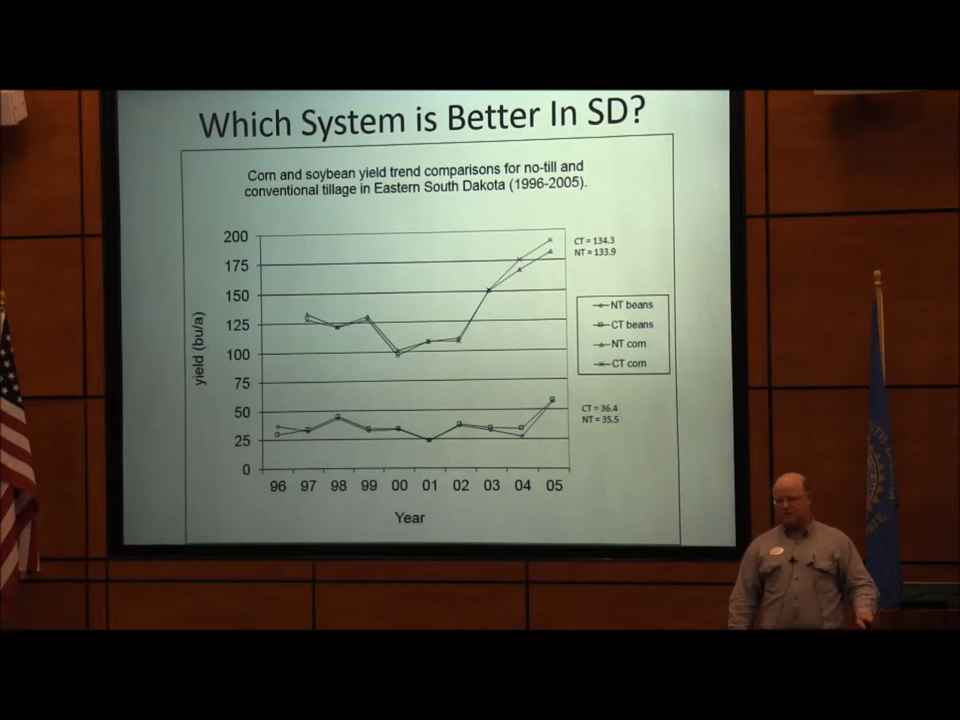 Which System is Better In SD?
Corn and soybean yield trend comparisons for no-till and
conventional tillage in Eastern South Dakota (1996-2005).
200
175
150
125
100
75
50
25
0
yield (bu/a)
96 97 98 99 00 01 02 03 04 05
Year
CT = 134.3
NT = 133.9
NT beans
CT beans
NT corn
CT corn
CT = 36.4
NT = 35.5